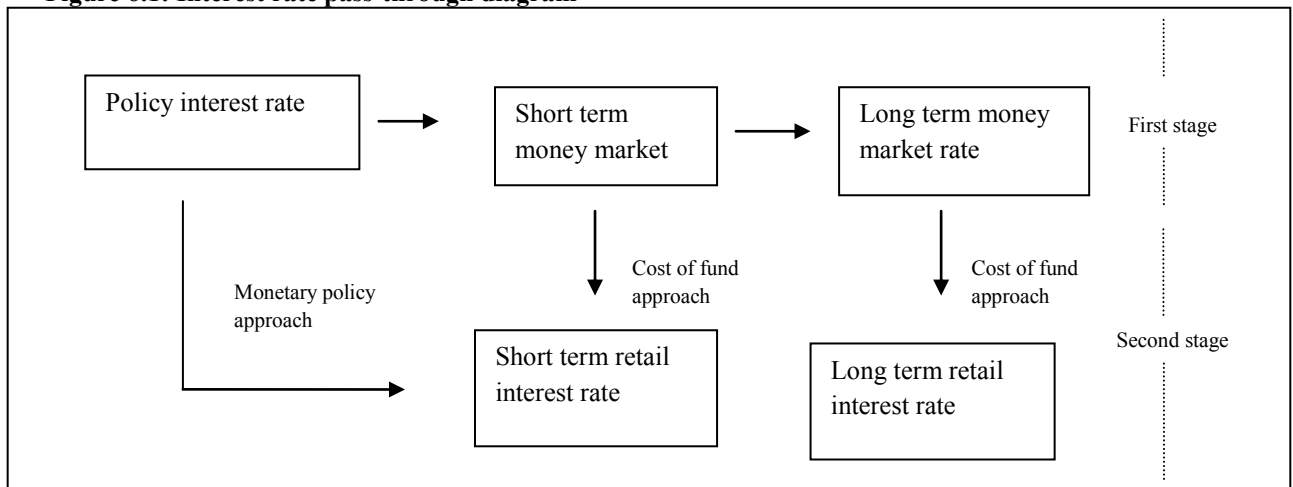 Figure 6.1: Interest rate pass-through diagram
Policy interest rate
Short term
money market
Long term money
market rate
First stage
Monetary policy
approach
Cost of fund
approach
Cost of fund
approach
Second stage
Short term retail
interest rate
Long term retail
interest rate